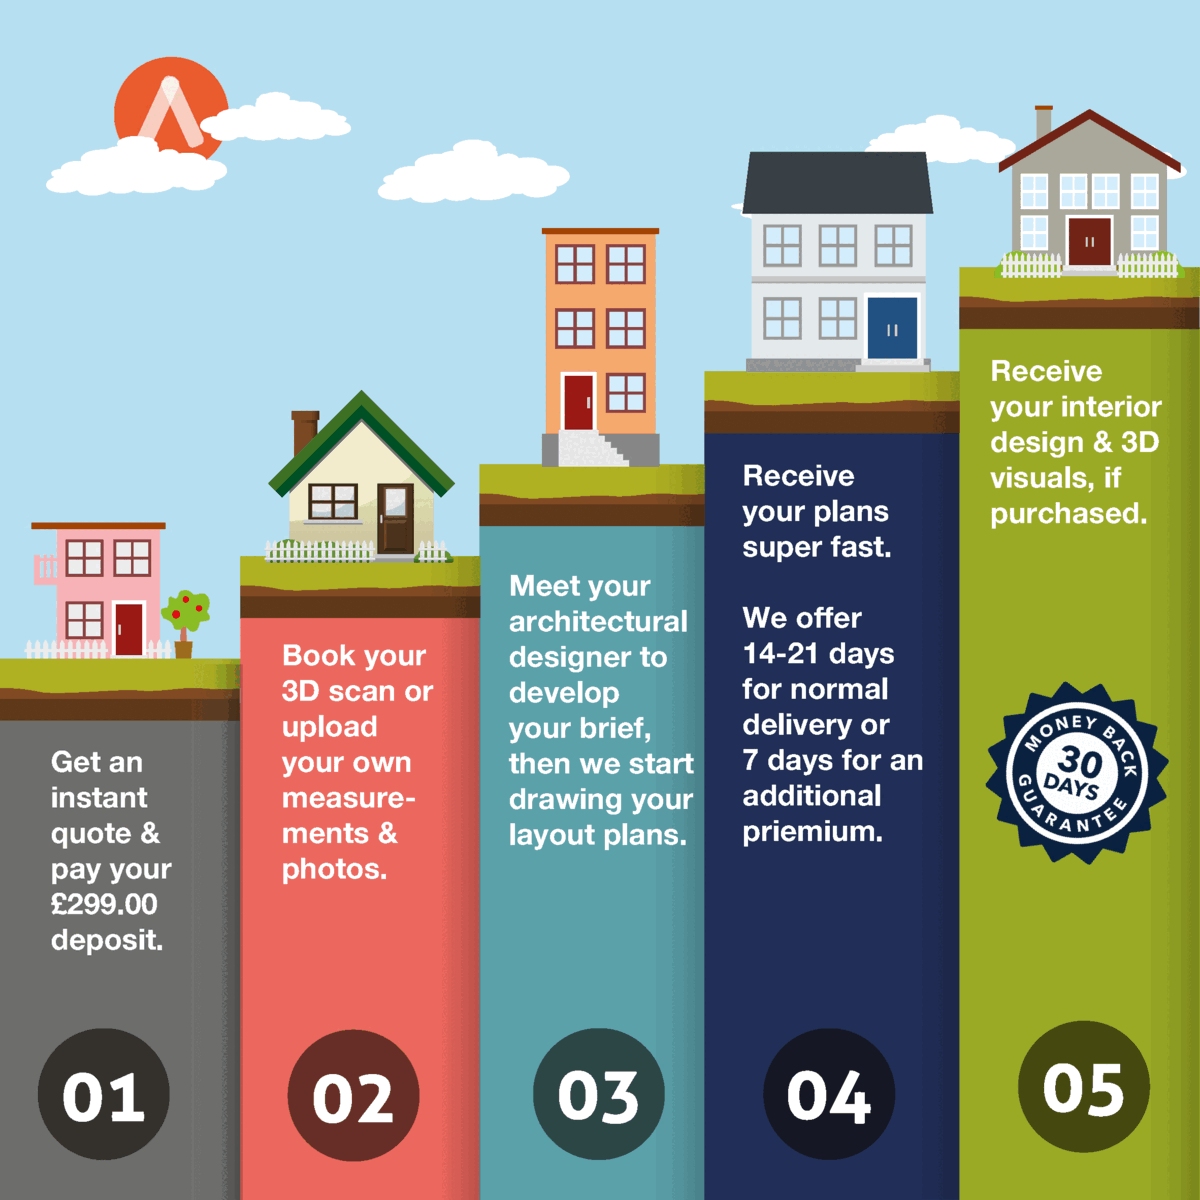 Get an
instant
quote &
pay your
£299.00
deposit.
01
Book your
3D scan or
upload
your own
measure-
ments &
photos.
02
Meet your
architectural
designer to
develop
your brief,
then we start
drawing your
layout plans.
03
Receive
your plans
super fast.
We offer
14-21 days
for normal
delivery or
7 days for an
additional
priemium.
04
Receive
your interior
design & 3D
visuals, if
purchased.
MONEY BACK
30
DAYS
GUARANTEE
05